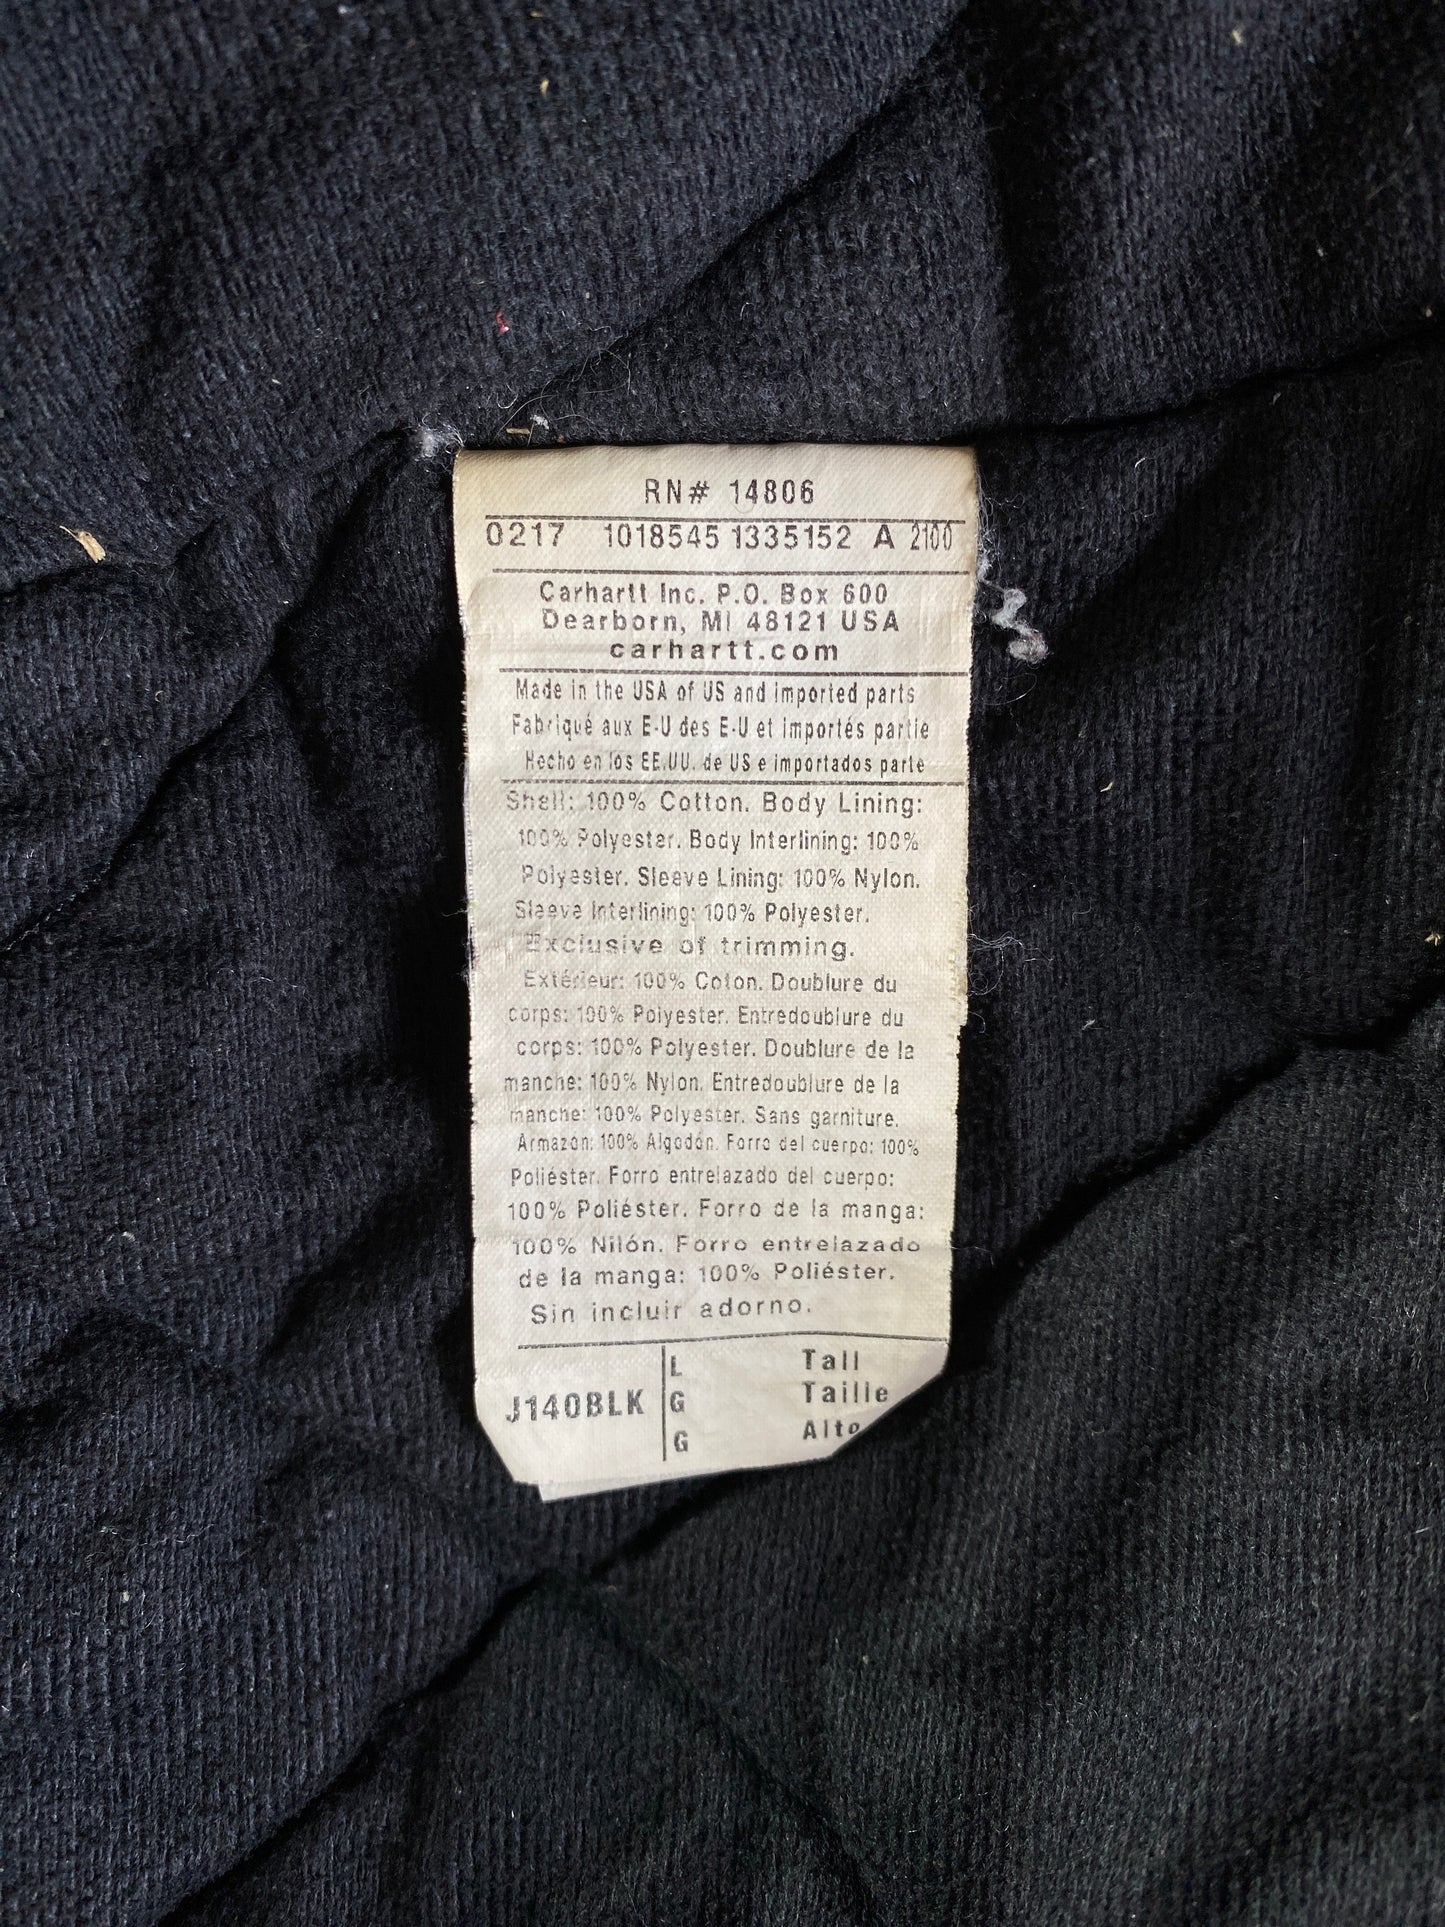 RN# 14806
0217 1018545 1335152 A 2100
Carhartt Inc. P.O. Box 600
Dearborn, MI 48121 USA
carhartt.com
Made in the USA of US and imported parts
Fabriqué aux E-U des E-U et importés partie
Hecho en los EE.UU. de US e importados parte
Shell: 100% Cotton. Body Lining:
100% Polyester. Body Interlining: 100%
Polyester. Sleeve Lining: 100% Nylon.
Sleeve Interlining: 100% Polyester.
Exclusive of trimming.
Extérieur: 100% Coton. Doublure du
corps: 100% Polyester. Entredoublure du
corps: 100% Polyester. Doublure de la
manche: 100% Nylon. Entredoublure de la
manche: 100% Polyester. Sans garniture.
Armazon: 100% Algodón. Forro del cuerpo: 100%
Poliéster. Forro entrelazado del cuerpo:
100% Poliéster. Forro de la manga:
100% Nilón. Forro entrelazado
de la manga: 100% Poliéster.
Sin incluir adorno.
J140BLK
L Tall
G Taille
G Alto